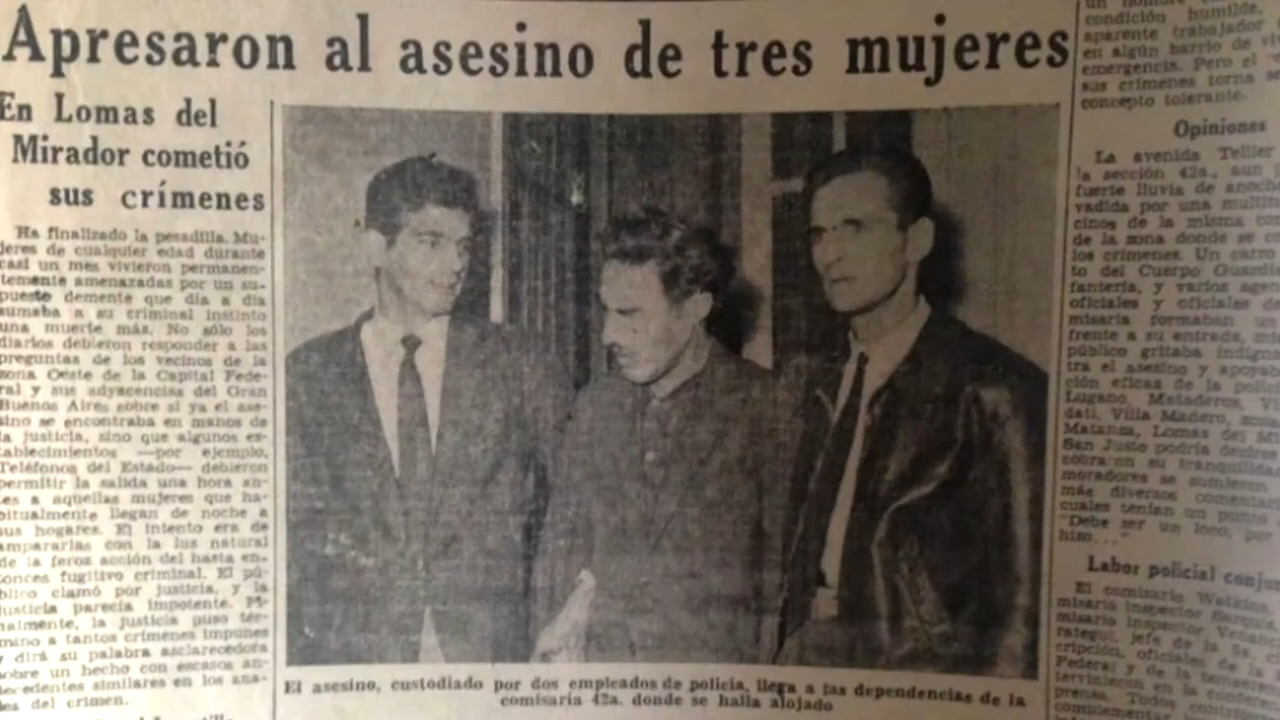 Apresaron al asesino de tres mujeres
En Lomas del
Mirador cometió
sus crímenes
Ha finalizado la pesadilla. Mu-
jeres de cualquier edad durante
casi un mes vivieron permanen-
temente amenazadas por un su-
puesto demente que día a día
sumaba a su criminal instinto
una muerte más. No sólo los
diarios debieron responder a las
preguntas de los vecinos de la
zona Oeste de la Capital Fede-
ral y sus adyacencias del Gran
Buenos Aires sobre si ya el ase-
sino se encontraba en manos de
la justicia, sino que algunos es-
tablecimientos —por ejemplo,
Teléfonos del Estado— debieron
permitir la salida una hora an-
tes a aquellas mujeres que ha-
bitualmente llegan de noche a
sus hogares. El intento era de
ampararlas con la luz natural
de la feroz acción del hasta en-
tonces fugitivo criminal. El pú-
blico clamó por justicia, y la
justicia parecía impotente. Fi-
nalmente, la justicia puso tér-
mino a tantos crímenes impunes
y dirá su palabra esclarecedora
sobre un hecho con escasos an-
tecedentes similares en los ana-
les del crimen.
El asesino, custodiado por dos empleados de policía, llega a las dependencias de la
comisaría 42a. donde se halla alojado
un hombre
condición humilde,
aparente trabajador
en algún barrio de
emergencia. Pero el
sus crímenes torna
concepto tolerante.
Opiniones
La avenida Tellier
la sección 42a., aun
fuerte lluvia de
vadida por una
cinos de la misma
de la zona donde se
los crímenes. Un carro
to del Cuerpo
fantería, y varios
oficiales y oficiales de
misaría formaban un
frente a su entrada,
público gritaba
tra el asesino y
ción eficaz de la
Lugano, Mataderos,
dati, Villa Madero,
Matanza, Lomas del
San Justo podría
en su
moradores se sumieron
más diversos
cuales tenían un
"Debe ser un loco, por
hizo..."
Labor policial
El comisario
misario inspector
misario inspector
jefe de la 5a.
cripción, oficiales de la
Federal y de la
tervinieron en la
prensa. Todos